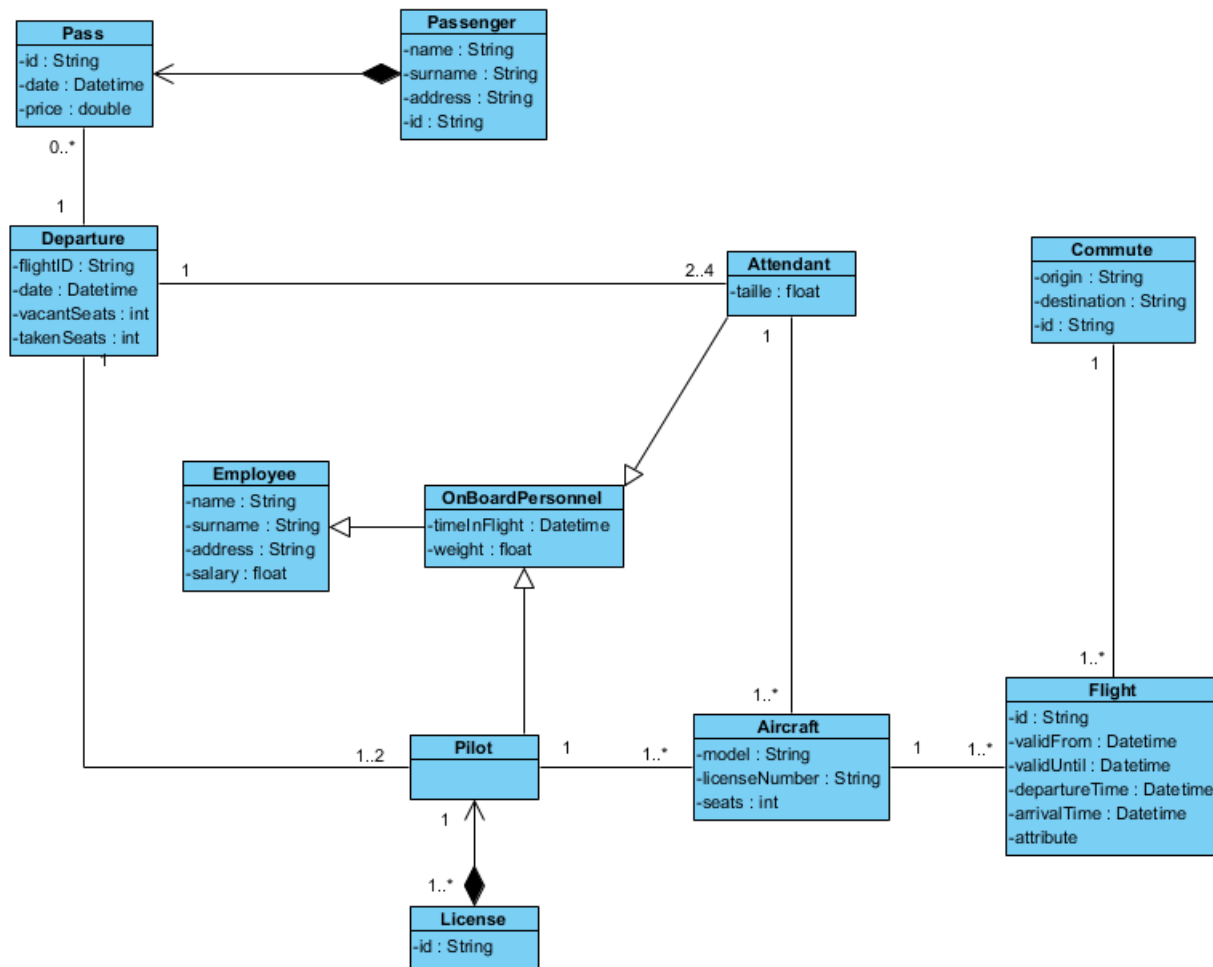 Pass
-id : String
-date : Datetime
-price : double
Passenger
-name : String
-surname : String
-address : String
-id : String
0..*
1
Departure
-flightID : String
-date : Datetime
-vacantSeats : int
-takenSeats : int
1
2..4
1
Attendant
-taille : float
1
Commute
-origin : String
-destination : String
-id : String
1
Employee
-name : String
-surname : String
-address : String
-salary : float
OnBoardPersonnel
-timeInFlight : Datetime
-weight : float
1..*
1..*
Flight
-id : String
-validFrom : Datetime
-validUntil : Datetime
-departureTime : Datetime
-arrivalTime : Datetime
-attribute
1..2
Pilot
1
1..*
Aircraft
-model : String
-licenseNumber : String
-seats : int
1
1..*
1
1..*
License
-id : String